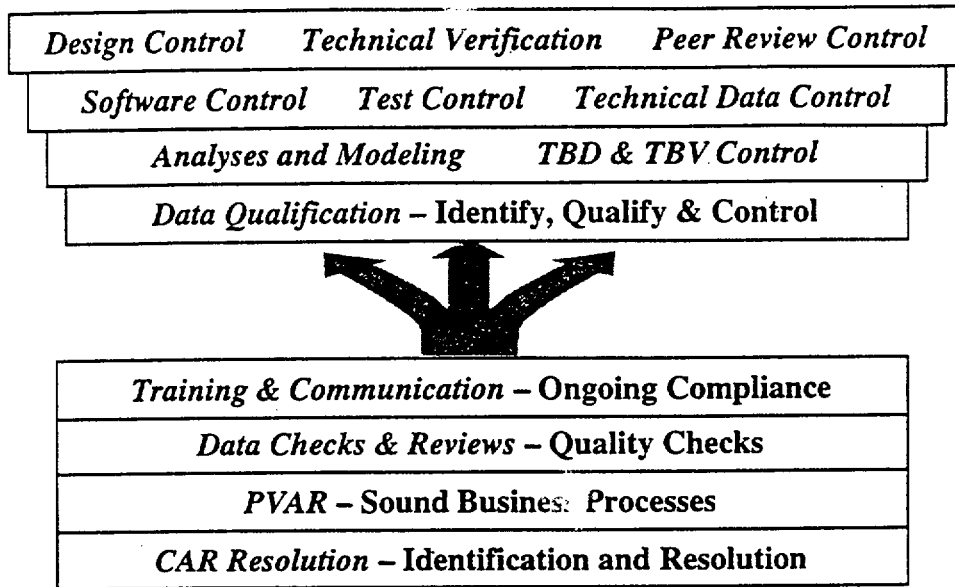 Design Control Technical Verification Peer Review Control
Software Control Test Control Technical Data Control
Analyses and Modeling TBD & TBV Control
Data Qualification – Identify, Qualify & Control
Training & Communication – Ongoing Compliance
Data Checks & Reviews – Quality Checks
PVAR – Sound Business Processes
CAR Resolution – Identification and Resolution